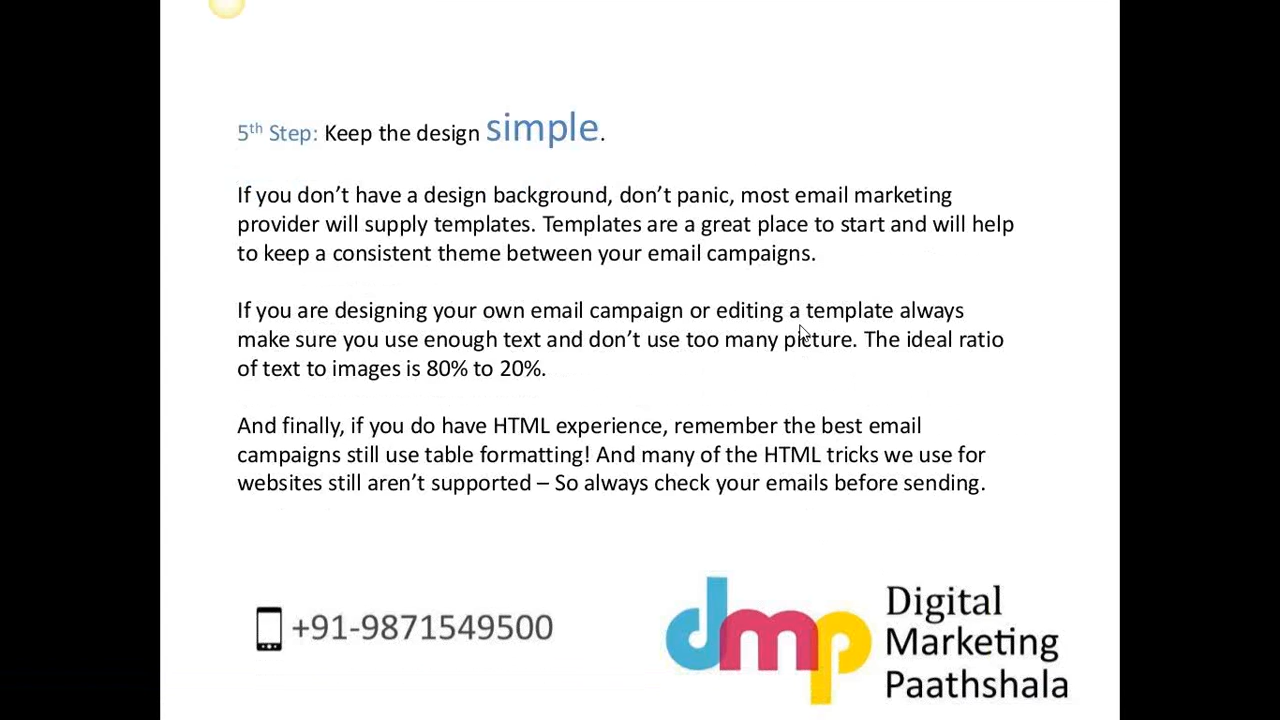 5th Step: Keep the design simple.
If you don’t have a design background, don’t panic, most email marketing
provider will supply templates. Templates are a great place to start and will help
to keep a consistent theme between your email campaigns.
If you are designing your own email campaign or editing a template always
make sure you use enough text and don’t use too many picture. The ideal ratio
of text to images is 80% to 20%.
And finally, if you do have HTML experience, remember the best email
campaigns still use table formatting! And many of the HTML tricks we use for
websites still aren’t supported – So always check your emails before sending.
+91-9871549500
dmp
Digital
Marketing
Paathshala